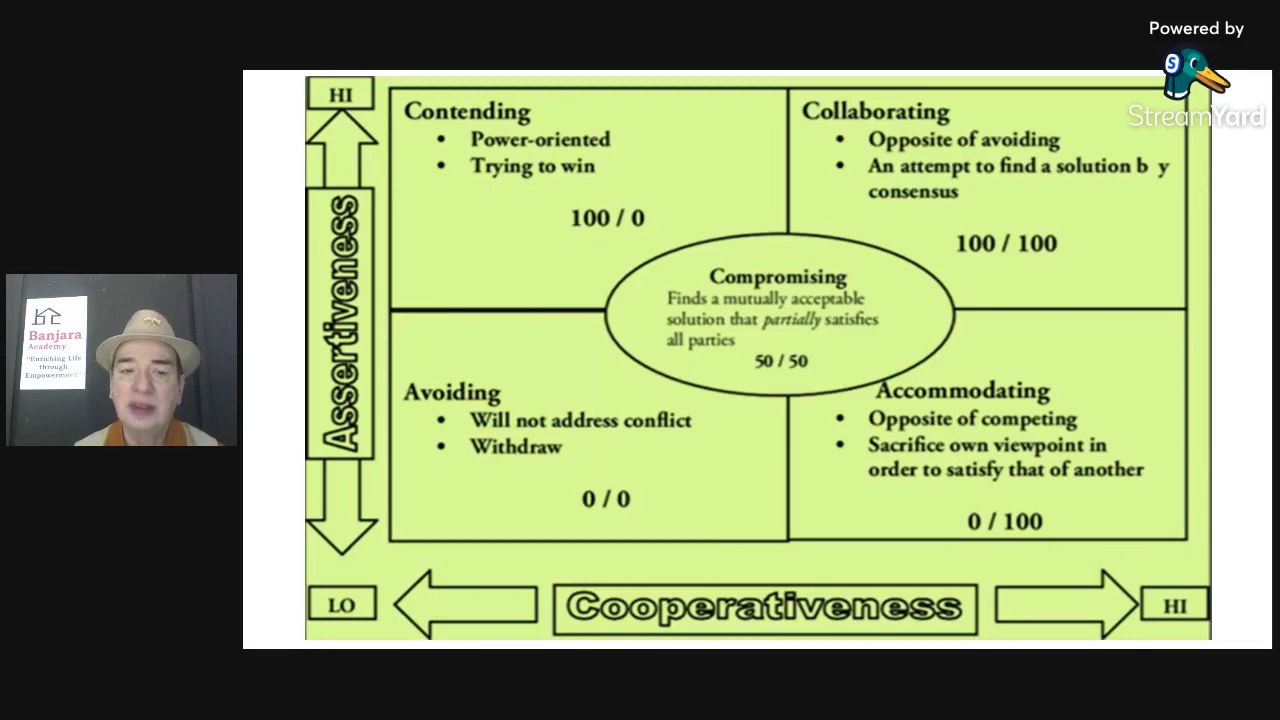 Powered by
StreamYard
HI
Contending
• Power-oriented
• Trying to win
100 / 0
Collaborating
• Opposite of avoiding
• An attempt to find a solution b y
consensus
100 / 100
Assertiveness
Compromising
Finds a mutually acceptable
solution that partially satisfies
all parties
50 / 50
Avoiding
• Will not address conflict
• Withdraw
0 / 0
Accommodating
• Opposite of competing
• Sacrifice own viewpoint in
order to satisfy that of another
0 / 100
LO
Cooperativeness
HI
Banjara
Academy
"Enriching Life
through
Empowerment"